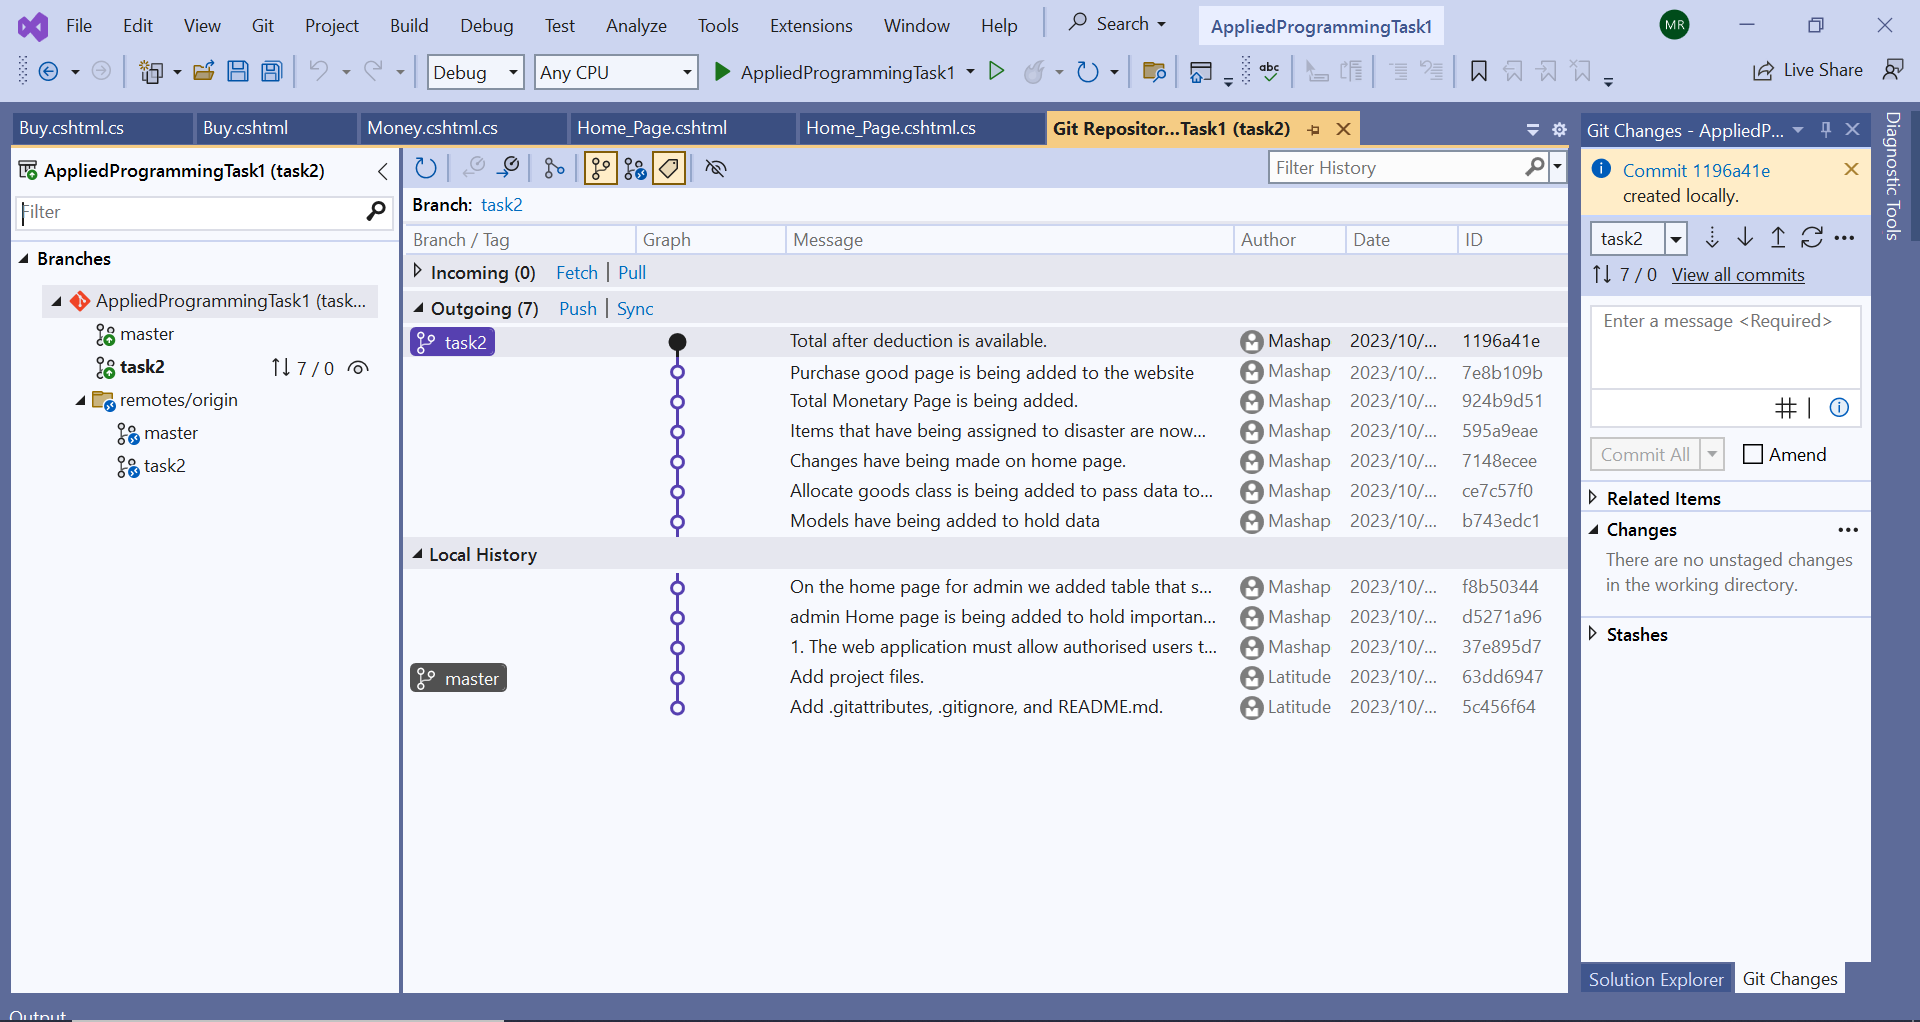 File Edit View Git Project Build Debug Test Analyze Tools Extensions Window Help Search AppliedProgrammingTask1 MR
Debug Any CPU AppliedProgrammingTask1 abc Live Share
Buy.cshtml.cs Buy.cshtml Money.cshtml.cs Home_Page.cshtml Home_Page.cshtml.cs Git Repositor...Task1 (task2)
AppliedProgrammingTask1 (task2)
Filter
Branches
AppliedProgrammingTask1 (task...
master
task2 7 / 0
remotes/origin
master
task2
Filter History
Branch: task2
Branch / Tag Graph Message Author Date ID
Incoming (0) Fetch | Pull
Outgoing (7) Push | Sync
task2 Total after deduction is available. Mashap 2023/10/... 1196a41e
Purchase good page is being added to the website Mashap 2023/10/... 7e8b109b
Total Monetary Page is being added. Mashap 2023/10/... 924b9d51
Items that have being assigned to disaster are now... Mashap 2023/10/... 595a9eae
Changes have being made on home page. Mashap 2023/10/... 7148ecee
Allocate goods class is being added to pass data to... Mashap 2023/10/... ce7c57f0
Models have being added to hold data Mashap 2023/10/... b743edc1
Local History
On the home page for admin we added table that s... Mashap 2023/10/... f8b50344
admin Home page is being added to hold importan... Mashap 2023/10/... d5271a96
1. The web application must allow authorised users t... Mashap 2023/10/... 37e895d7
master Add project files. Latitude 2023/10/... 63dd6947
Add .gitattributes, .gitignore, and README.md. Latitude 2023/10/... 5c456f64
Git Changes - AppliedP...
Commit 1196a41e
created locally.
task2
7 / 0 View all commits
Enter a message <Required>
Commit All Amend
Related Items
Changes
There are no unstaged changes
in the working directory.
Stashes
Solution Explorer Git Changes
Diagnostic Tools
Output